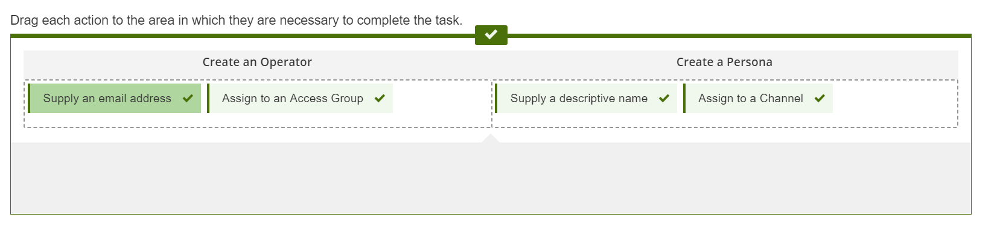 Drag each action to the area in which they are necessary to complete the task.
Create an Operator
Create a Persona
Supply an email address
Assign to an Access Group
Supply a descriptive name
Assign to a Channel